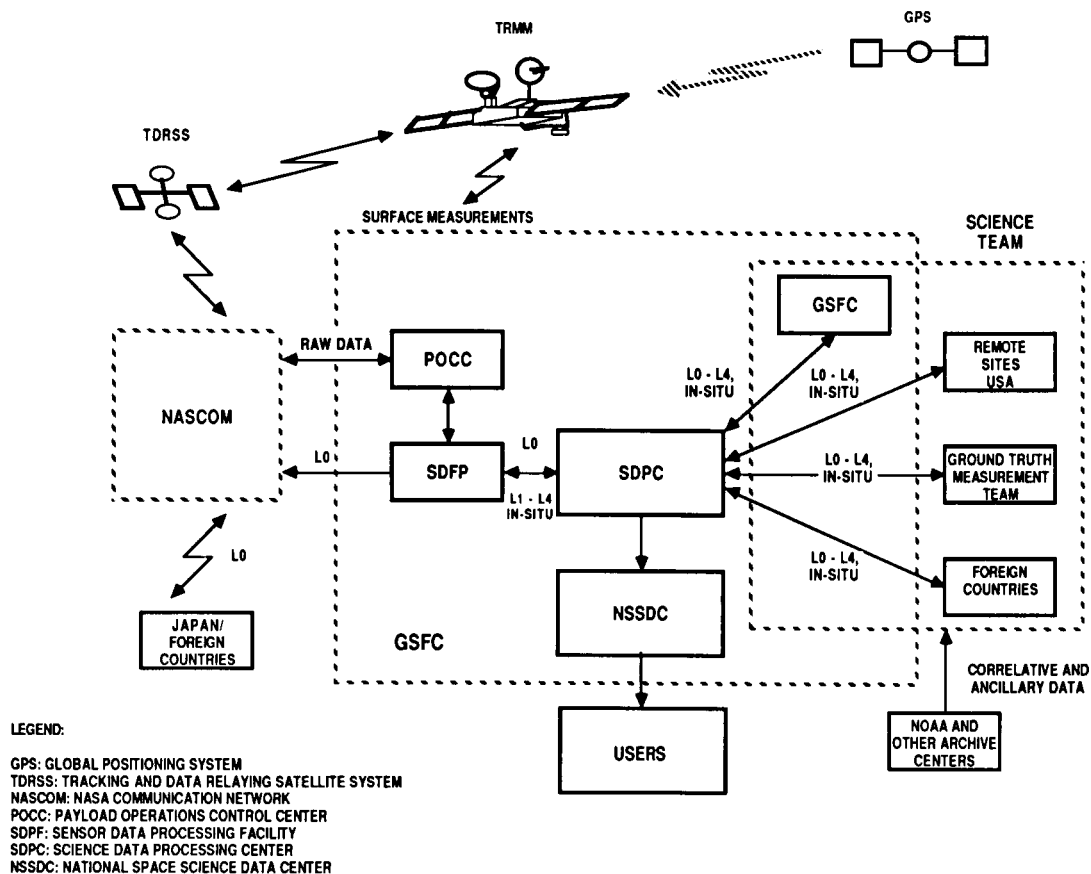 GPS
TRMM
TDRSS
SURFACE MEASUREMENTS
SCIENCE
TEAM
GSFC
RAW DATA
POCC
L0 - L4,
IN-SITU
L0 - L4,
IN-SITU
REMOTE
SITES
USA
NASCOM
L0
SDFP
L0
L1 - L4
IN-SITU
SDPC
L0 - L4,
IN-SITU
GROUND TRUTH
MEASUREMENT
TEAM
L0
L0 - L4,
IN-SITU
FOREIGN
COUNTRIES
NSSDC
JAPAN/
FOREIGN
COUNTRIES
GSFC
CORRELATIVE AND
ANCILLARY DATA
USERS
NOAA AND
OTHER ARCHIVE
CENTERS
LEGEND:
GPS: GLOBAL POSITIONING SYSTEM
TDRSS: TRACKING AND DATA RELAYING SATELLITE SYSTEM
NASCOM: NASA COMMUNICATION NETWORK
POCC: PAYLOAD OPERATIONS CONTROL CENTER
SDPF: SENSOR DATA PROCESSING FACILITY
SDPC: SCIENCE DATA PROCESSING CENTER
NSSDC: NATIONAL SPACE SCIENCE DATA CENTER